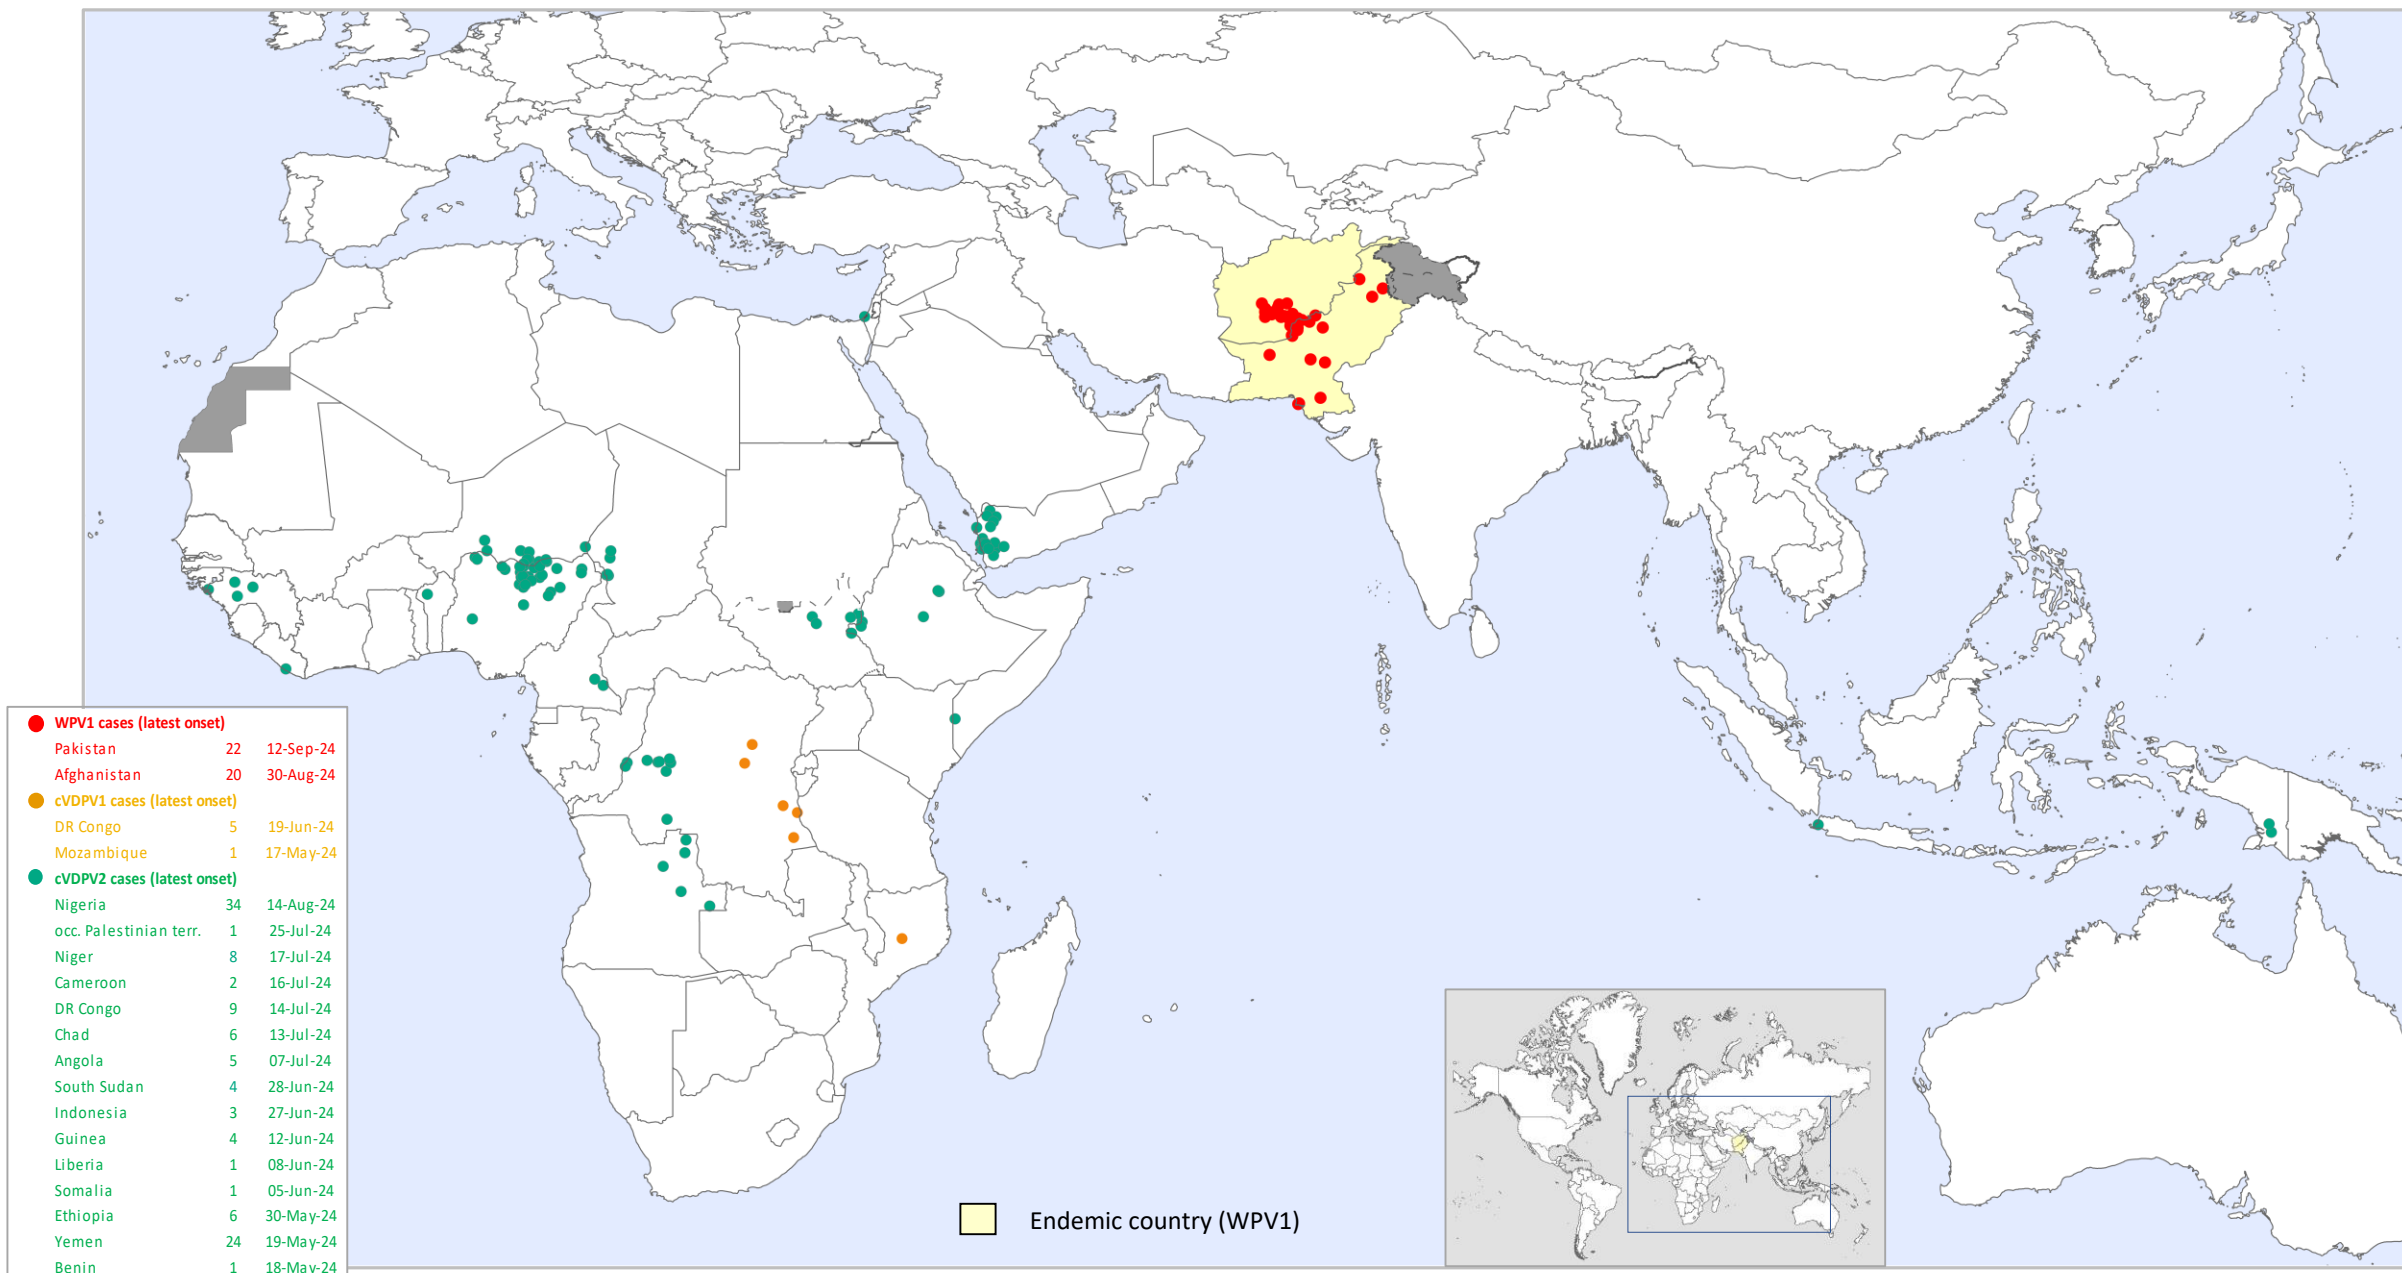 WPV1 cases (latest onset)
Pakistan 22 12-Sep-24
Afghanistan 20 30-Aug-24
cVDPV1 cases (latest onset)
DR Congo 5 19-Jun-24
Mozambique 1 17-May-24
cVDPV2 cases (latest onset)
Nigeria 34 14-Aug-24
occ. Palestinian terr. 1 25-Jul-24
Niger 8 17-Jul-24
Cameroon 2 16-Jul-24
DR Congo 9 14-Jul-24
Chad 6 13-Jul-24
Angola 5 07-Jul-24
South Sudan 4 28-Jun-24
Indonesia 3 27-Jun-24
Guinea 4 12-Jun-24
Liberia 1 08-Jun-24
Somalia 1 05-Jun-24
Ethiopia 6 30-May-24
Yemen 24 19-May-24
Benin 1 18-May-24
Endemic country (WPV1)